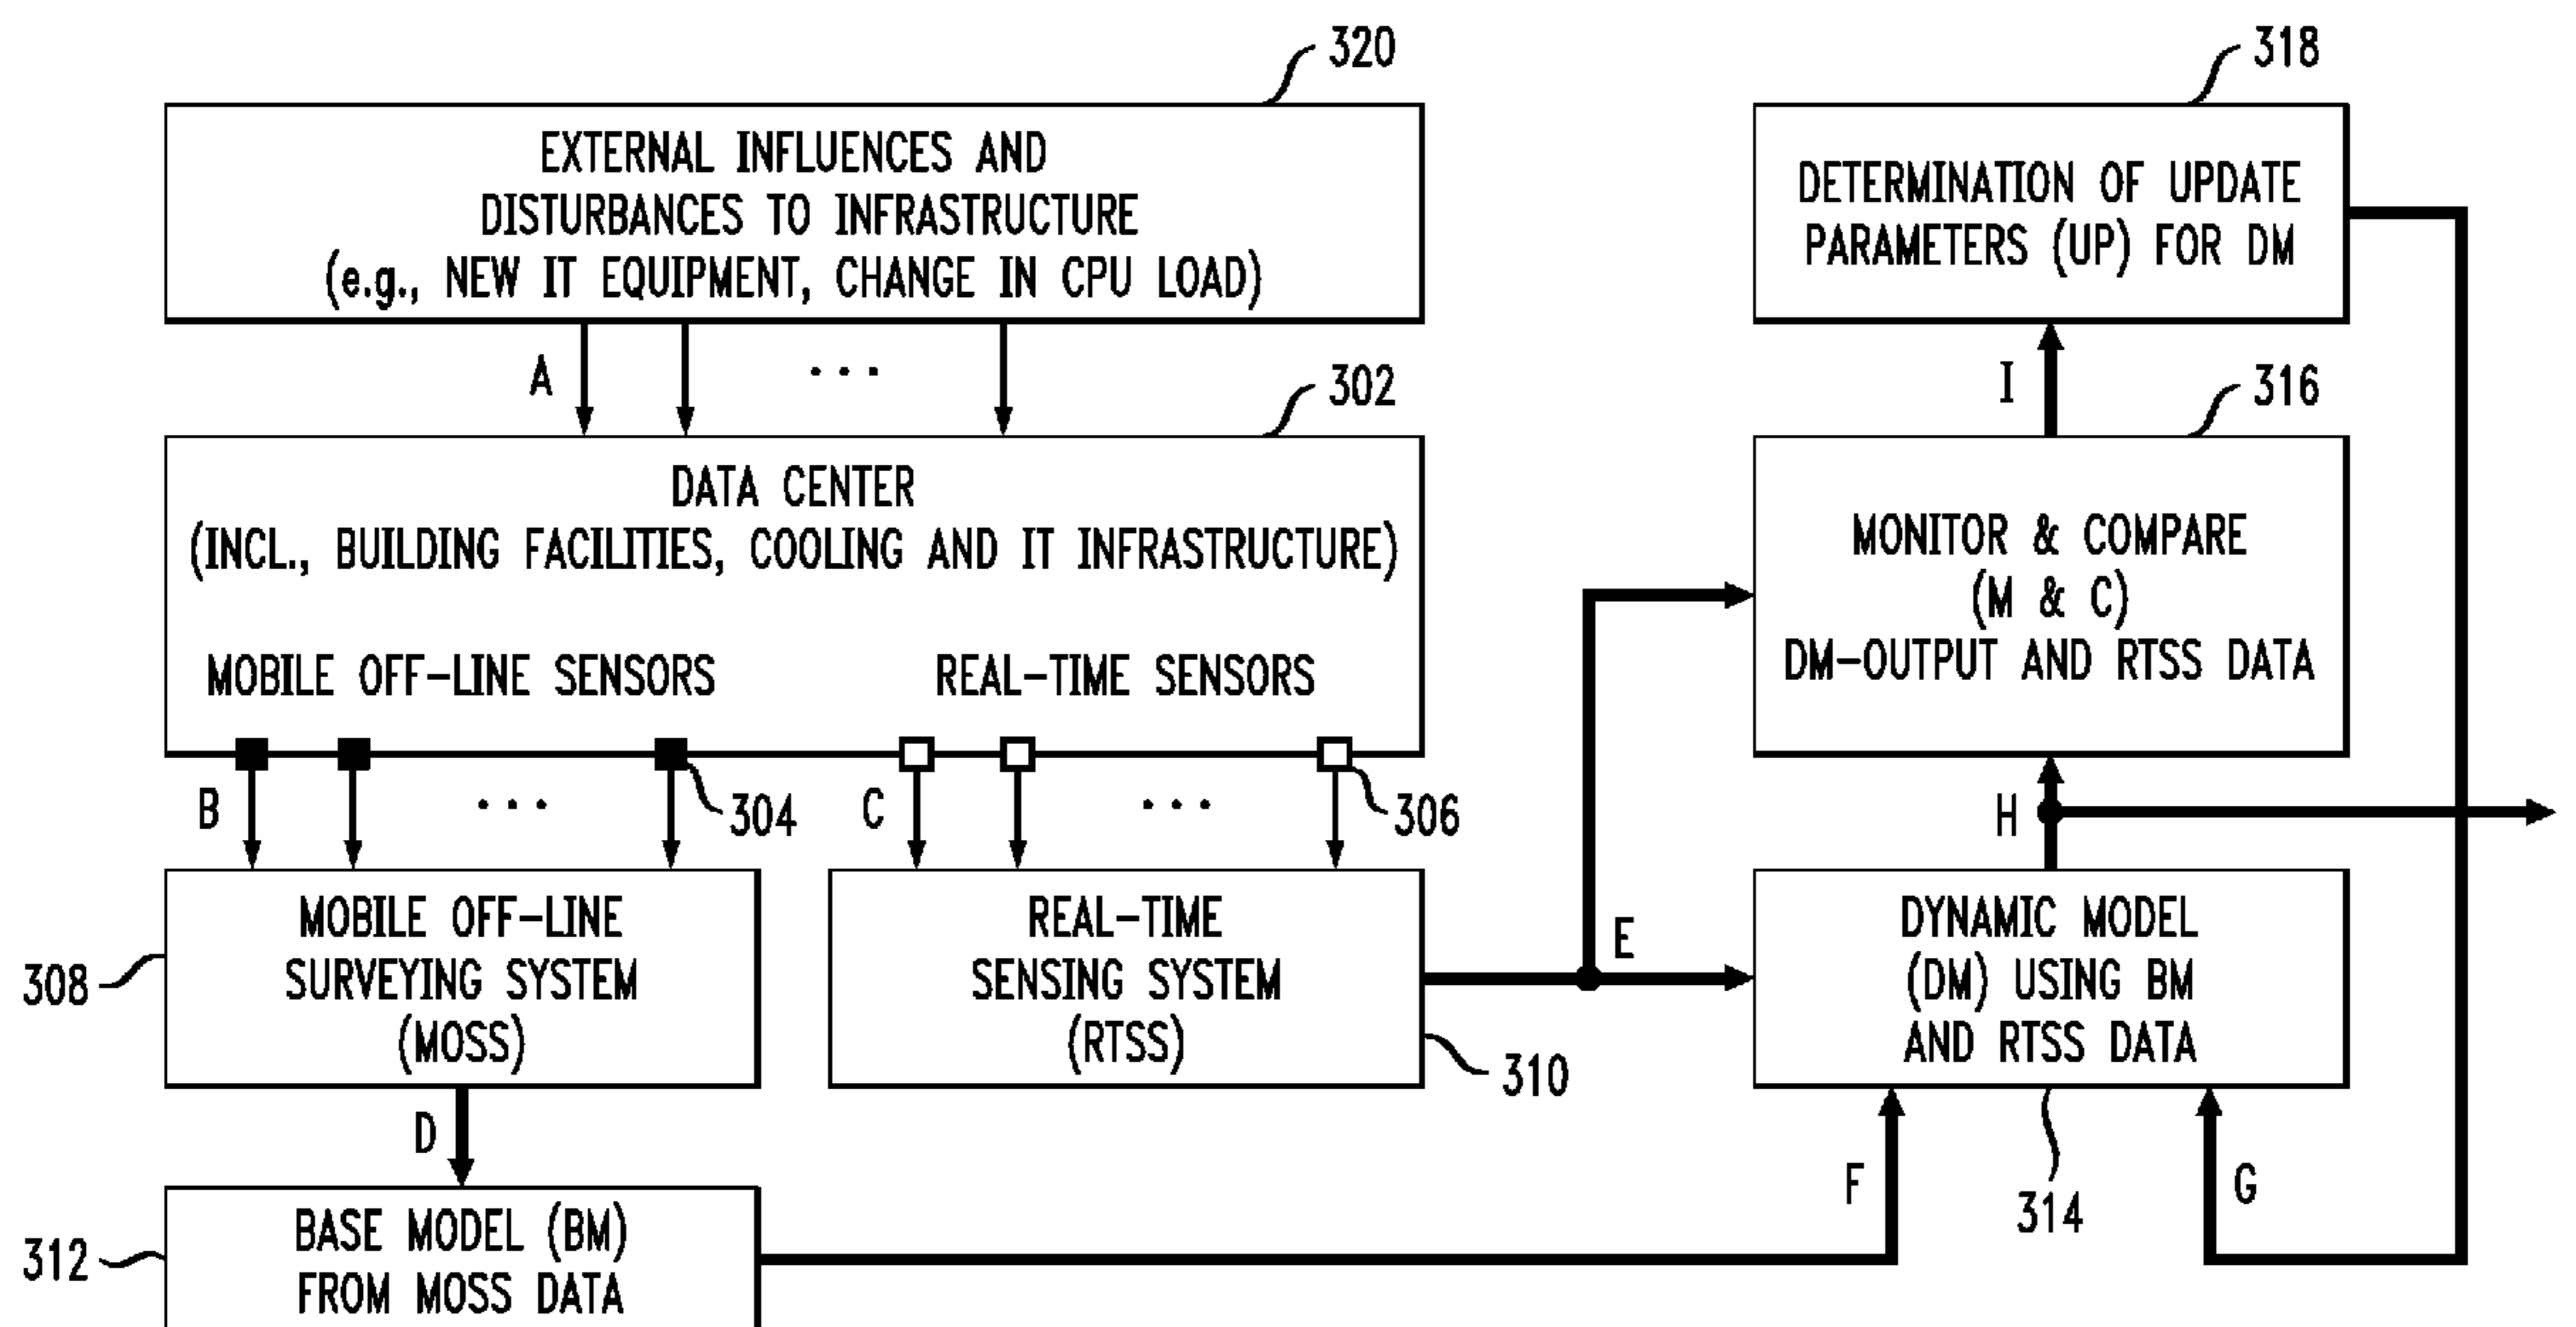 320
EXTERNAL INFLUENCES AND
DISTURBANCES TO INFRASTRUCTURE
(e.g., NEW IT EQUIPMENT, CHANGE IN CPU LOAD)
A
...
302
DATA CENTER
(INCL., BUILDING FACILITIES, COOLING AND IT INFRASTRUCTURE)
MOBILE OFF-LINE SENSORS
REAL-TIME SENSORS
B
...
304
C
...
306
308
MOBILE OFF-LINE
SURVEYING SYSTEM
(MOSS)
REAL-TIME
SENSING SYSTEM
(RTSS)
310
D
312
BASE MODEL (BM)
FROM MOSS DATA
318
DETERMINATION OF UPDATE
PARAMETERS (UP) FOR DM
I
316
MONITOR & COMPARE
(M & C)
DM-OUTPUT AND RTSS DATA
H
E
DYNAMIC MODEL
(DM) USING BM
AND RTSS DATA
F
314
G